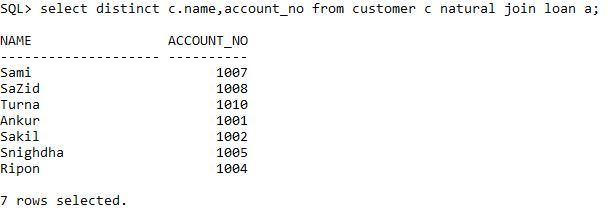 SQL> select distinct c.name,account_no from customer c natural join loan a;
NAME ACCOUNT_NO
-------------------- ----------
Sami 1007
SaZid 1008
Turna 1010
Ankur 1001
Sakil 1002
Snighdha 1005
Ripon 1004
7 rows selected.